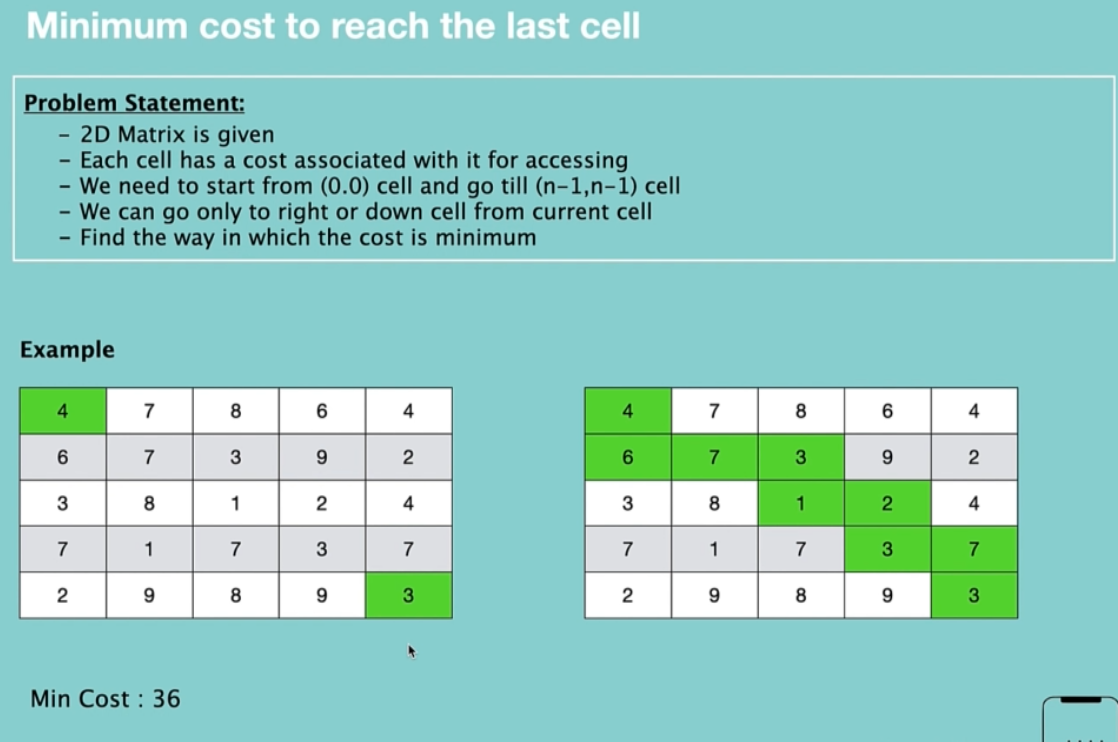 Minimum cost to reach the last cell
Problem Statement:
- 2D Matrix is given
- Each cell has a cost associated with it for accessing
- We need to start from (0.0) cell and go till (n-1,n-1) cell
- We can go only to right or down cell from current cell
- Find the way in which the cost is minimum
Example
4 7 8 6 4
6 7 3 9 2
3 8 1 2 4
7 1 7 3 7
2 9 8 9 3
4 7 8 6 4
6 7 3 9 2
3 8 1 2 4
7 1 7 3 7
2 9 8 9 3
Min Cost : 36